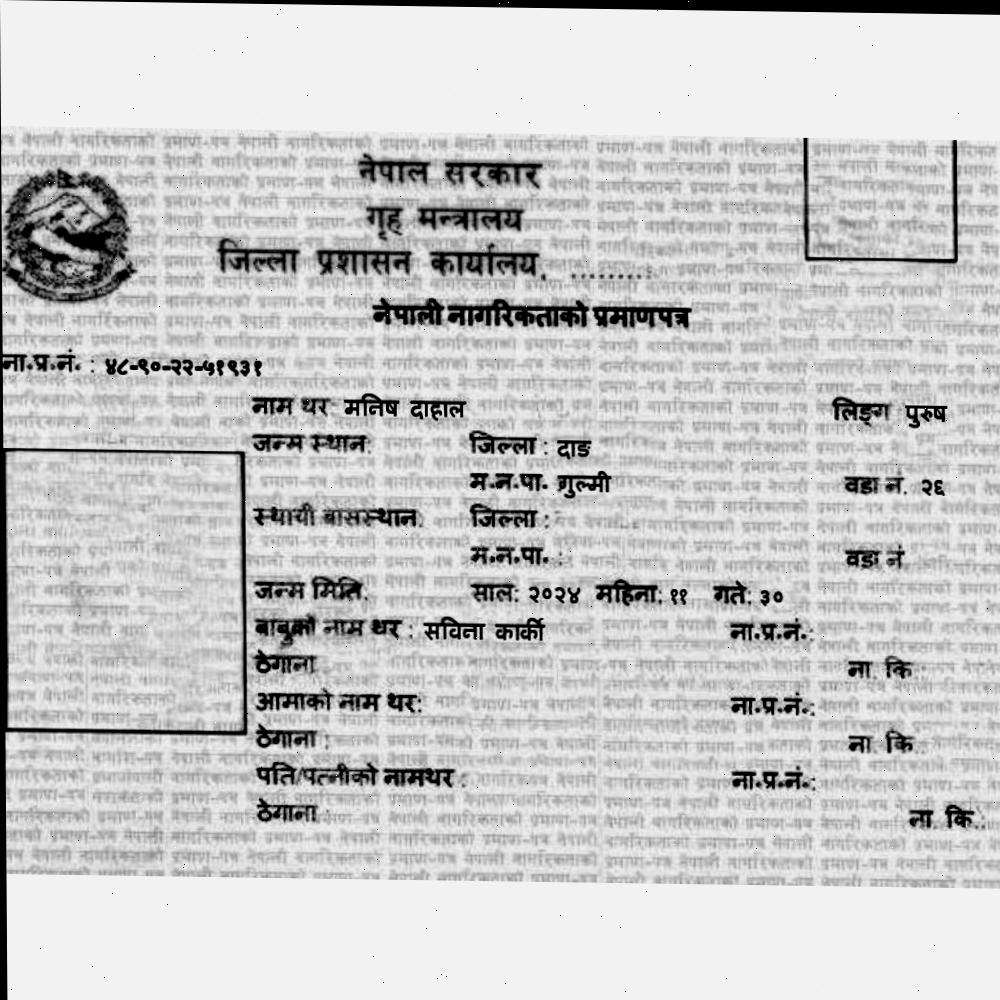 नेपाल सरकार
गृह मन्त्रालय
जिल्ला प्रशासन कार्यालय, ..........
नेपाली नागरिकताको प्रमाणपत्र
ना.प्र.नं. : ४८-९०-२२-५१९३१
नाम थर: मनिष दाहाल लिङ्ग पुरुष
जन्म स्थान: जिल्ला : दाङ
म.न.पा. गुल्मी वडा नं. २६
स्थायी बासस्थान: जिल्ला :
म.न.पा. : वडा नं
जन्म मिति: साल: २०२४ महिना: ११ गते: ३०
बाबुको नाम थर : सविना कार्की ना.प्र.नं.:
ठेगाना ना. कि.
आमाको नाम थर: ना.प्र.नं.:
ठेगाना : ना. कि.
पति/पत्नीको नामथर : ना.प्र.नं.:
ठेगाना : ना. कि.: